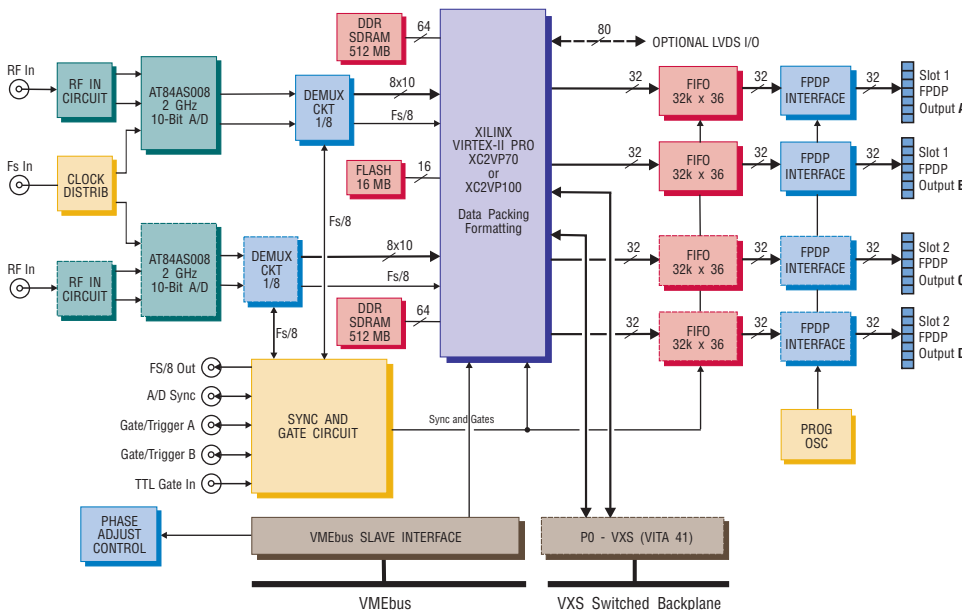 RF In
RF IN
CIRCUIT
AT84AS008
2 GHz
10-Bit A/D
DEMUX
CKT
1/8
8x10
Fs/8
DDR
SDRAM
512 MB
64
XILINX
VIRTEX-II PRO
XC2VP70
or
XC2VP100
Data Packing
Formatting
80
OPTIONAL LVDS I/O
32
FIFO
32k x 36
32
FPDP
INTERFACE
32
Slot 1
FPDP
Output A
Fs In
CLOCK
DISTRIB
FLASH
16 MB
16
Fs/8
32
FIFO
32k x 36
32
FPDP
INTERFACE
32
Slot 1
FPDP
Output
RF In
RF IN
CIRCUIT
AT84AS008
2 GHz
10-Bit A/D
DEMUX
CKT
1/8
8x10
Fs/8
32
FIFO
32k x 36
32
FPDP
INTERFACE
32
Slot 2
FPDP
Output
Fs/8
DDR
SDRAM
512 MB
64
32
FIFO
32k x 36
32
FPDP
INTERFACE
32
Slot 2
FPDP
Output
FS/8 Out
A/D Sync
Gate/Trigger A
Gate/Trigger B
TTL Gate In
SYNC AND
GATE CIRCUIT
Sync and Gates
PROG
OSC
PHASE
ADJUST
CONTROL
VMEbus SLAVE INTERFACE
P0 - VXS (VITA 41)
VMEbus
VXS Switched Backplane